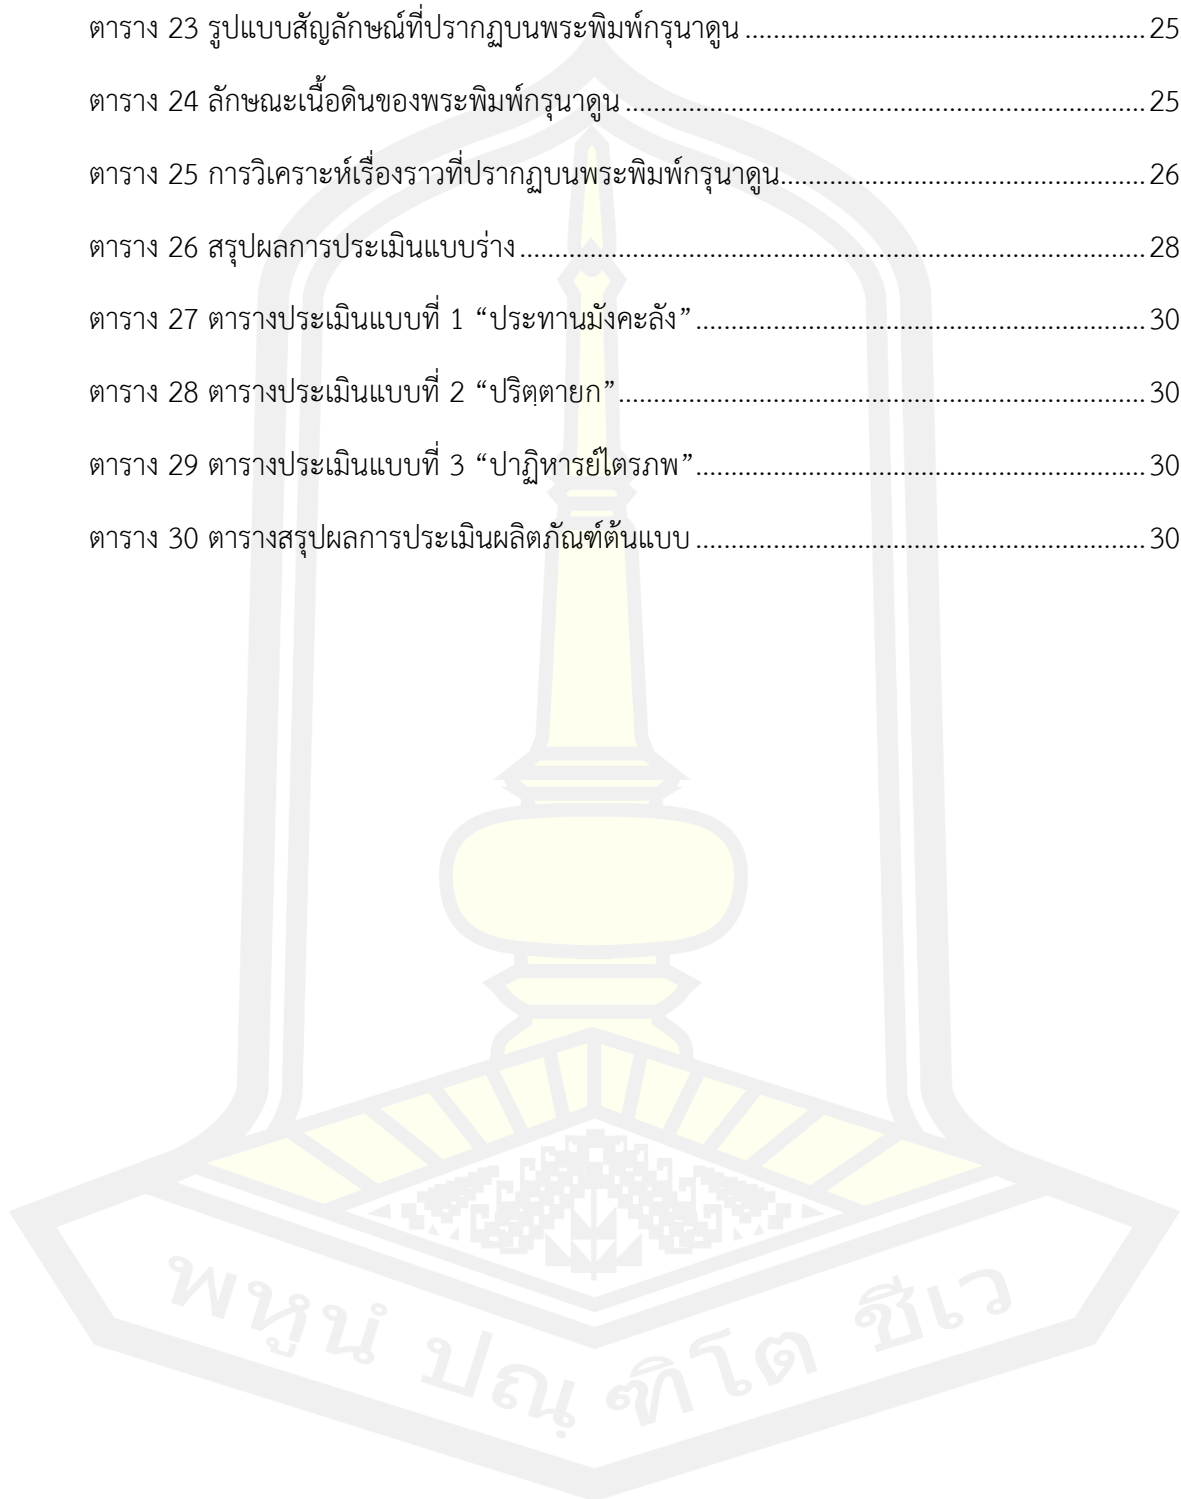 ตาราง 23 รูปแบบสัญลักษณ์ที่ปรากฏบนพระพิมพ์กรุนาดูน ........................................................ 25
ตาราง 24 ลักษณะเนื้อดินของพระพิมพ์กรุนาดูน ........................................................ 25
ตาราง 25 การวิเคราะห์เรื่องราวที่ปรากฏบนพระพิมพ์กรุนาดูน ........................................................ 26
ตาราง 26 สรุปผลการประเมินแบบร่าง ........................................................ 28
ตาราง 27 ตารางประเมินแบบที่ 1 “ประทานมังคะลัง” ........................................................ 30
ตาราง 28 ตารางประเมินแบบที่ 2 “ปริตฺตายก” ........................................................ 30
ตาราง 29 ตารางประเมินแบบที่ 3 “ปาฏิหารย์ไตรภพ” ........................................................ 30
ตาราง 30 ตารางสรุปผลการประเมินผลิตภัณฑ์ต้นแบบ ........................................................ 30
พหูนํ ปณฺฑิโต ชีเว